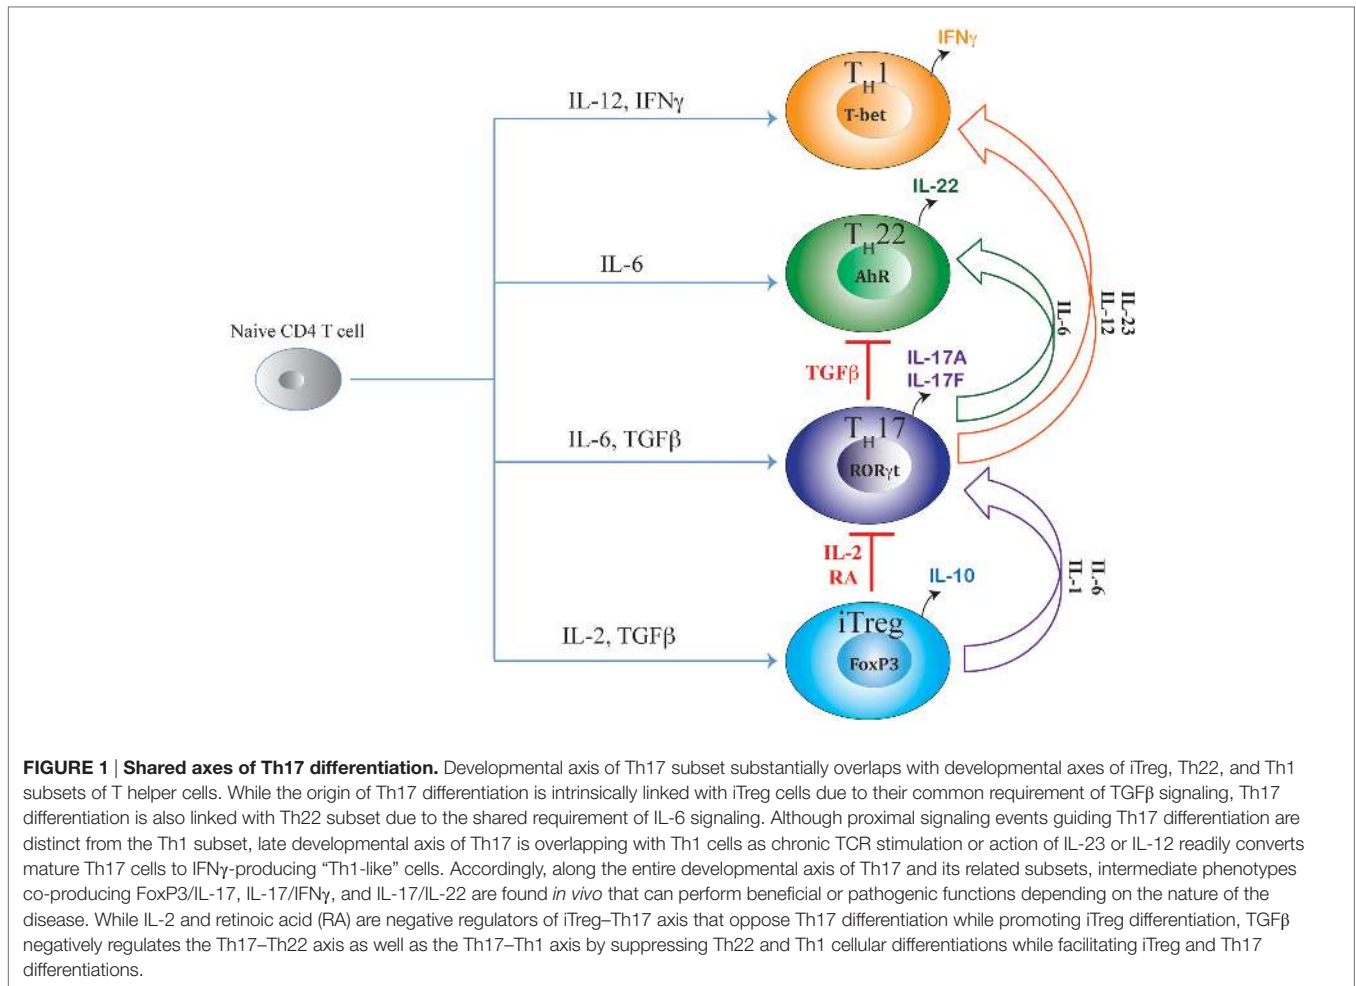 IFNγ
TH1
T-bet
IL-12, IFNγ
IL-22
TH22
AhR
IL-6
IL-23
IL-12
IL-6
Naive CD4 T cell
TGFβ
IL-17A
IL-17F
TH17
RORγt
IL-6, TGFβ
IL-2
RA
IL-6
IL-1
IL-10
iTreg
FoxP3
IL-2, TGFβ
FIGURE 1 | Shared axes of Th17 differentiation. Developmental axis of Th17 subset substantially overlaps with developmental axes of iTreg, Th22, and Th1
subsets of T helper cells. While the origin of Th17 differentiation is intrinsically linked with iTreg cells due to their common requirement of TGFβ signaling, Th17
differentiation is also linked with Th22 subset due to the shared requirement of IL-6 signaling. Although proximal signaling events guiding Th17 differentiation are
distinct from the Th1 subset, late developmental axis of Th17 is overlapping with Th1 cells as chronic TCR stimulation or action of IL-23 or IL-12 readily converts
mature Th17 cells to IFNγ-producing “Th1-like” cells. Accordingly, along the entire developmental axis of Th17 and its related subsets, intermediate phenotypes
co-producing FoxP3/IL-17, IL-17/IFNγ, and IL-17/IL-22 are found in vivo that can perform beneficial or pathogenic functions depending on the nature of the
disease. While IL-2 and retinoic acid (RA) are negative regulators of iTreg–Th17 axis that oppose Th17 differentiation while promoting iTreg differentiation, TGFβ
negatively regulates the Th17–Th22 axis as well as the Th17–Th1 axis by suppressing Th22 and Th1 cellular differentiations while facilitating iTreg and Th17
differentiations.